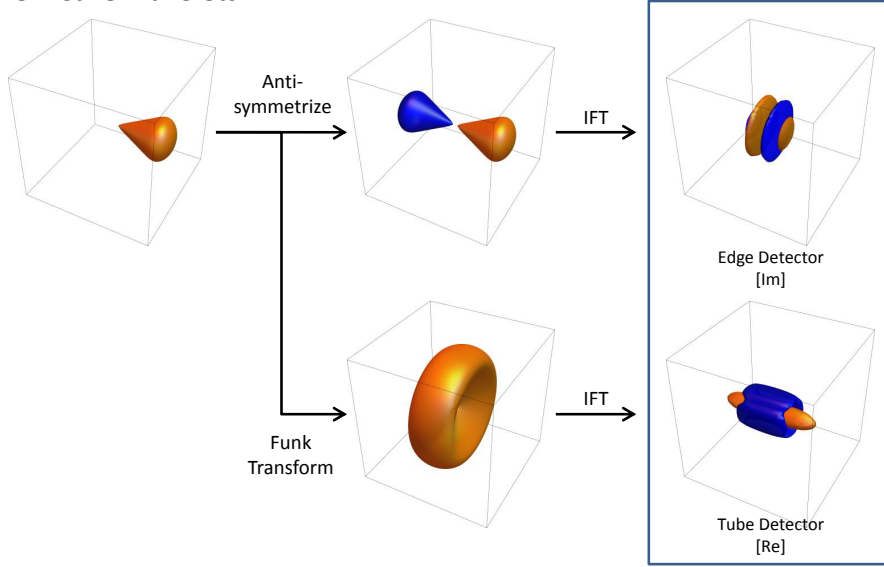 Anti-
symmetrize
IFT
Edge Detector
[Im]
Funk
Transform
IFT
Tube Detector
[Re]